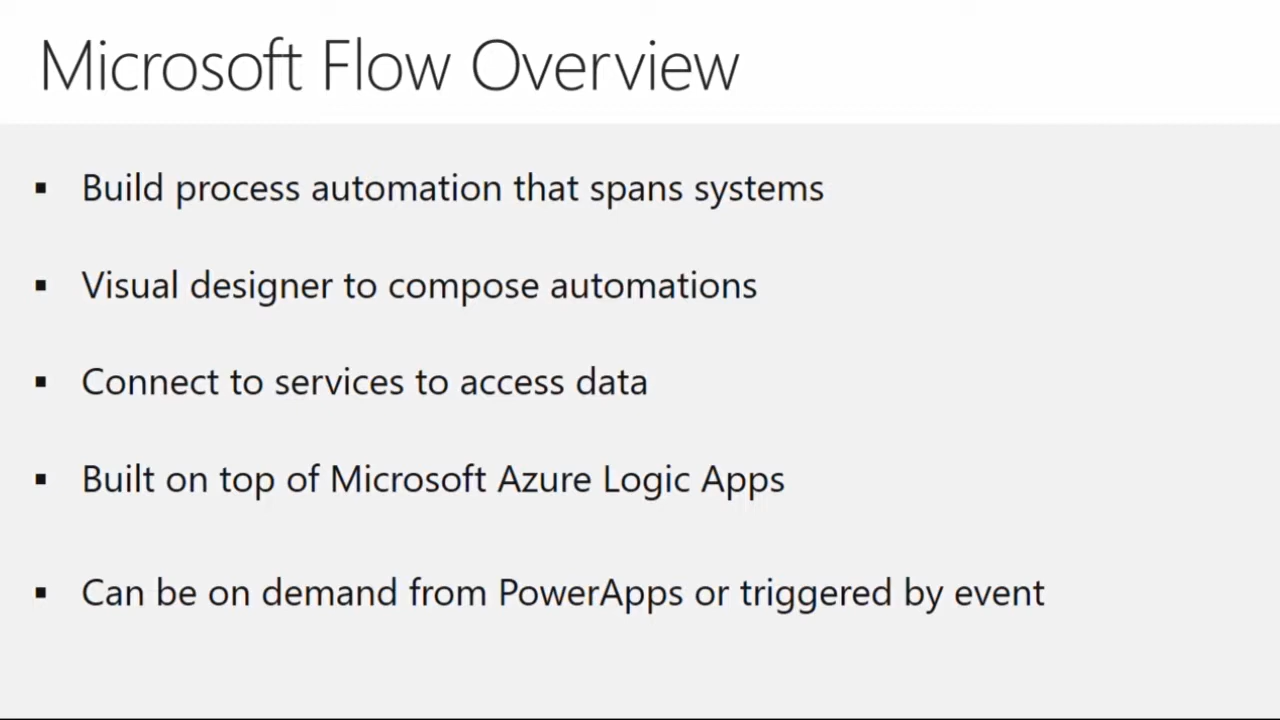 Microsoft Flow Overview
▪ Build process automation that spans systems
▪ Visual designer to compose automations
▪ Connect to services to access data
▪ Built on top of Microsoft Azure Logic Apps
▪ Can be on demand from PowerApps or triggered by event